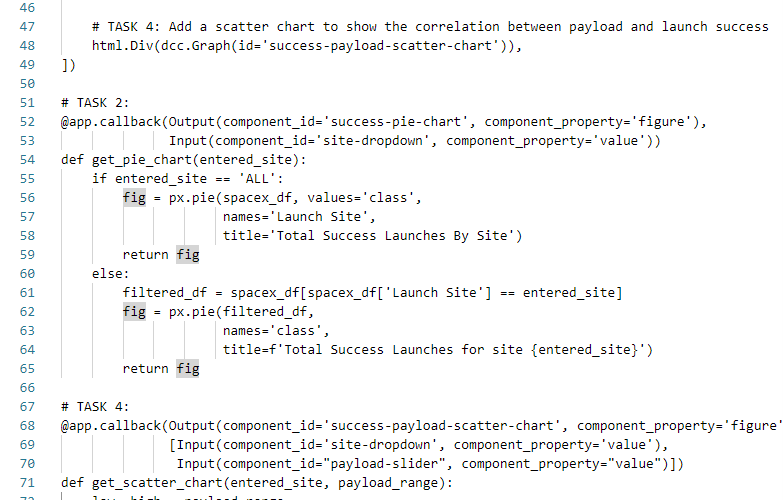 46
47 # TASK 4: Add a scatter chart to show the correlation between payload and launch success
48 html.Div(dcc.Graph(id='success-payload-scatter-chart')),
49 ])
50
51 # TASK 2:
52 @app.callback(Output(component_id='success-pie-chart', component_property='figure'),
53 Input(component_id='site-dropdown', component_property='value'))
54 def get_pie_chart(entered_site):
55 if entered_site == 'ALL':
56 fig = px.pie(spacex_df, values='class',
57 names='Launch Site',
58 title='Total Success Launches By Site')
59 return fig
60 else:
61 filtered_df = spacex_df[spacex_df['Launch Site'] == entered_site]
62 fig = px.pie(filtered_df,
63 names='class',
64 title=f'Total Success Launches for site {entered_site}')
65 return fig
66
67 # TASK 4:
68 @app.callback(Output(component_id='success-payload-scatter-chart', component_property='figure'
69 [Input(component_id='site-dropdown', component_property='value'),
70 Input(component_id="payload-slider", component_property="value")])
71 def get_scatter_chart(entered_site, payload_range):